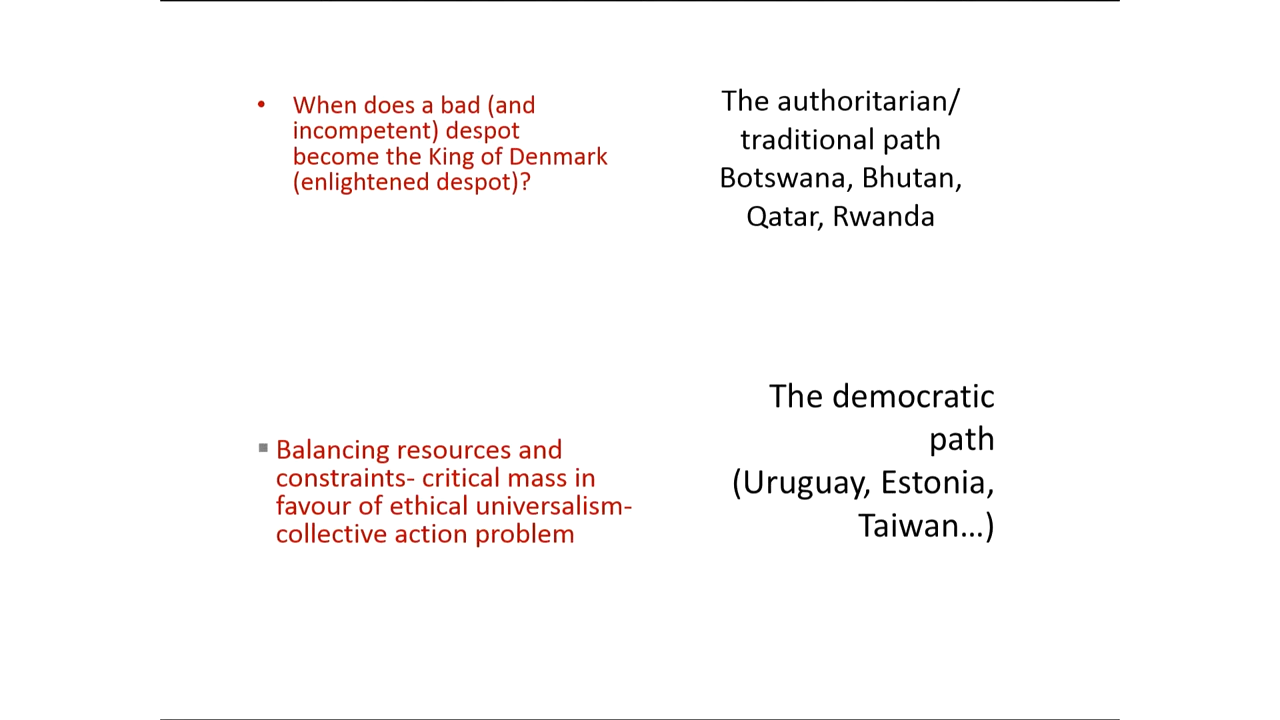 • When does a bad (and
incompetent) despot
become the King of Denmark
(enlightened despot)?
The authoritarian/
traditional path
Botswana, Bhutan,
Qatar, Rwanda
▪ Balancing resources and
constraints- critical mass in
favour of ethical universalism-
collective action problem
The democratic
path
(Uruguay, Estonia,
Taiwan…)